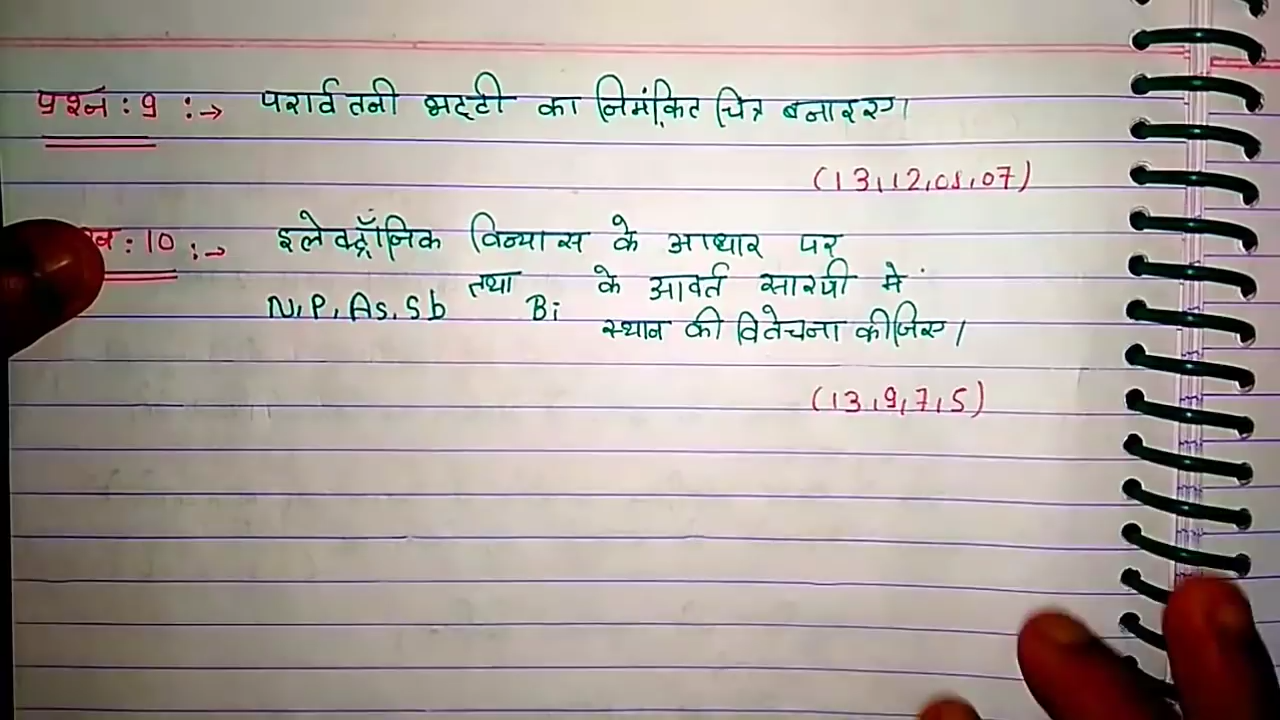 प्रश्न : 9 :→ परावर्तनी भट्टी का निमंकित चित्र बनाइए।
(13,12,08,07)
: 10 :→ इलेक्ट्रॉनिक विन्यास के आधार पर
N, P, As, Sb तथा Bi के आवर्त सारणी में
स्थान की विवेचना कीजिए।
(13,9,7,5)